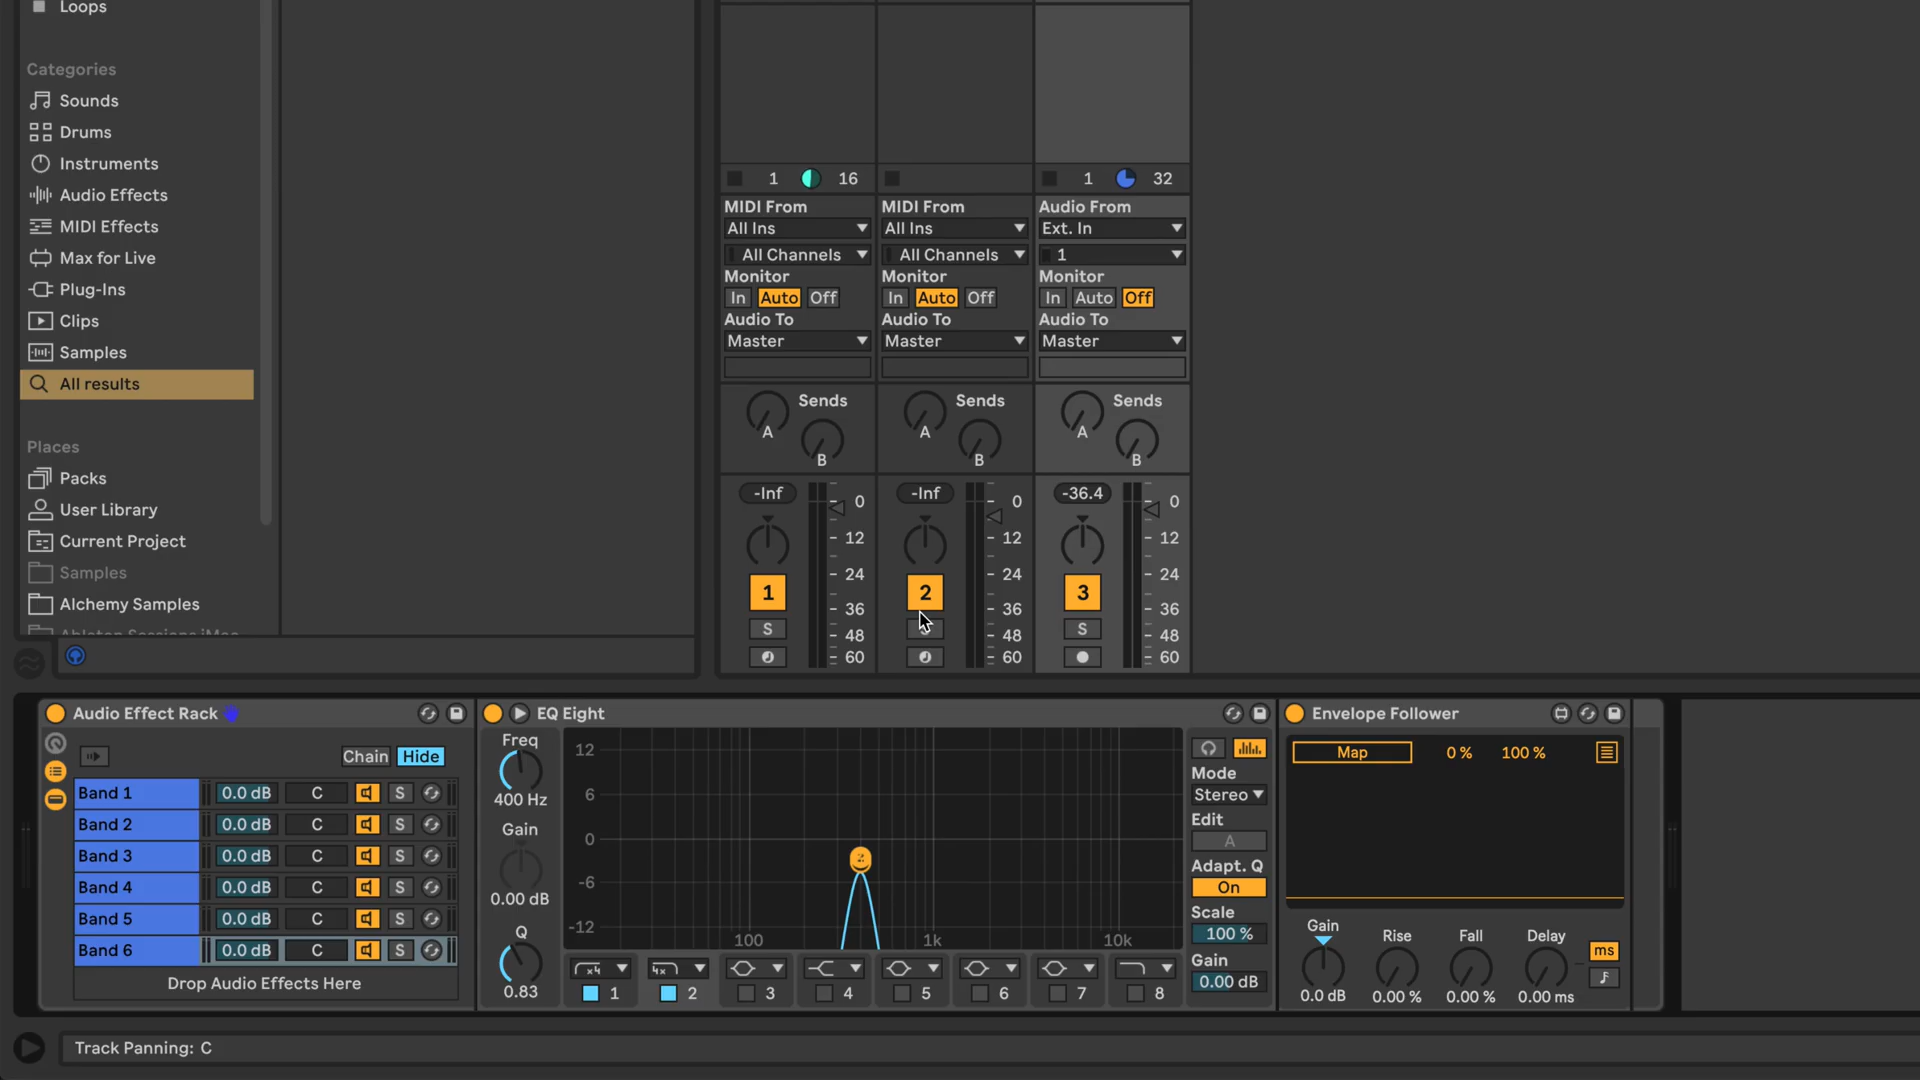 Loops
Categories
Sounds
Drums
Instruments
Audio Effects
MIDI Effects
Max for Live
Plug-Ins
Clips
Samples
All results
Places
Packs
User Library
Current Project
Samples
Alchemy Samples
Ableton Sessions iMac
1 16
MIDI From
All Ins
All Channels
Monitor
In Auto Off
Audio To
Master
Sends
A
B
-Inf
0
12
24
36
48
60
1
S
MIDI From
All Ins
All Channels
Monitor
In Auto Off
Audio To
Master
Sends
A
B
-Inf
0
12
24
36
48
60
2
1 32
Audio From
Ext. In
1
Monitor
In Auto Off
Audio To
Master
Sends
A
B
-36.4
0
12
24
36
48
60
3
S
Audio Effect Rack
Chain Hide
Band 1 0.0 dB C S
Band 2 0.0 dB C S
Band 3 0.0 dB C S
Band 4 0.0 dB C S
Band 5 0.0 dB C S
Band 6 0.0 dB C S
Drop Audio Effects Here
EQ Eight
Freq
400 Hz
Gain
0.00 dB
Q
0.83
12
6
0
-6
-12
2
100 1k 10k
x4 4x
1 2 3 4 5 6 7 8
Mode
Stereo
Edit
A
Adapt. Q
On
Scale
100 %
Gain
0.00 dB
Envelope Follower
Map 0 % 100 %
Gain Rise Fall Delay
ms
0.0 dB 0.00 % 0.00 % 0.00 ms
Track Panning: C